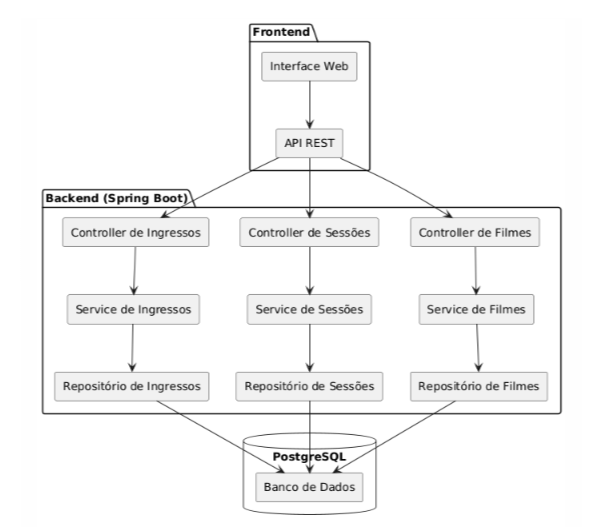 Frontend
Interface Web
API REST
Backend (Spring Boot)
Controller de Ingressos
Controller de Sessões
Controller de Filmes
Service de Ingressos
Service de Sessões
Service de Filmes
Repositório de Ingressos
Repositório de Sessões
Repositório de Filmes
PostgreSQL
Banco de Dados